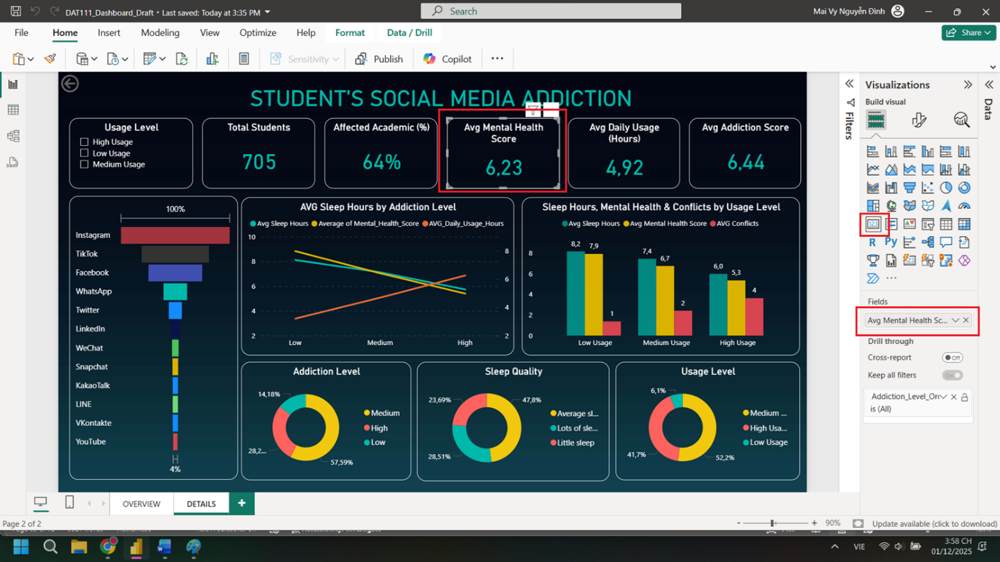 DAT111_Dashboard_Draft • Last saved: Today at 3:35 PM
Search
Mai Vy Nguyễn Đình
File Home Insert Modeling View Optimize Help Format Data / Drill
Share
Sensitivity Publish Copilot
STUDENT'S SOCIAL MEDIA ADDICTION
Usage Level
High Usage
Low Usage
Medium Usage
Total Students
705
Affected Academic (%)
64%
Avg Mental Health
Score
6,23
Avg Daily Usage
(Hours)
4,92
Avg Addiction Score
6,44
100%
Instagram
TikTok
Facebook
WhatsApp
Twitter
LinkedIn
WeChat
Snapchat
KakaoTalk
LINE
VKontakte
YouTube
4%
AVG Sleep Hours by Addiction Level
Avg Sleep Hours Average of Mental_Health_Score AVG_Daily_Usage_Hours
10
8 8
6 6
4 4
2 2
Low Medium High
Sleep Hours, Mental Health & Conflicts by Usage Level
Avg Sleep Hours Avg Mental Health Score AVG Conflicts
8
6
4
2
0
8,2 7,9 1
7,4 6,7 2
6,0 5,3 4
Low Usage Medium Usage High Usage
Addiction Level
14,18%
28,2...
57,59%
Medium
High
Low
Sleep Quality
23,69%
47,8%
28,51%
Average sl...
Lots of sle...
Little sleep
Usage Level
6,1%
41,7%
52,2%
Medium ...
High Usa...
Low Usage
Filters
Visualizations
Build visual
123
R Py
Fields
Avg Mental Health Sc...
Drill through
Cross-report Off
Keep all filters On
Addiction_Level_Or
is (All)
Data
OVERVIEW DETAILS
Page 2 of 2
90%
Update available (click to download)
VIE
3:58 CH
01/12/2025